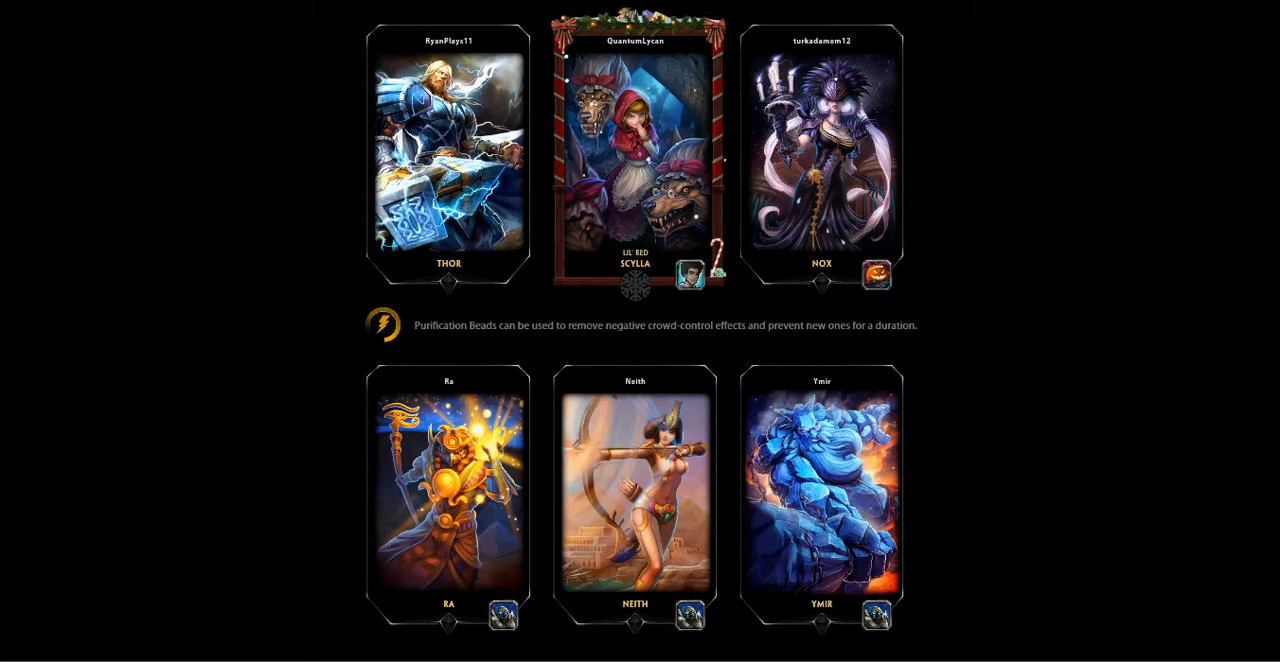 RyanPlays11
QuantumLycan
turkadamom12
THOR
LIL' RED
SCYLLA
NOX
Purification Beads can be used to remove negative crowd-control effects and prevent new ones for a duration.
Ra
Neith
Ymir
RA
NEITH
YMIR